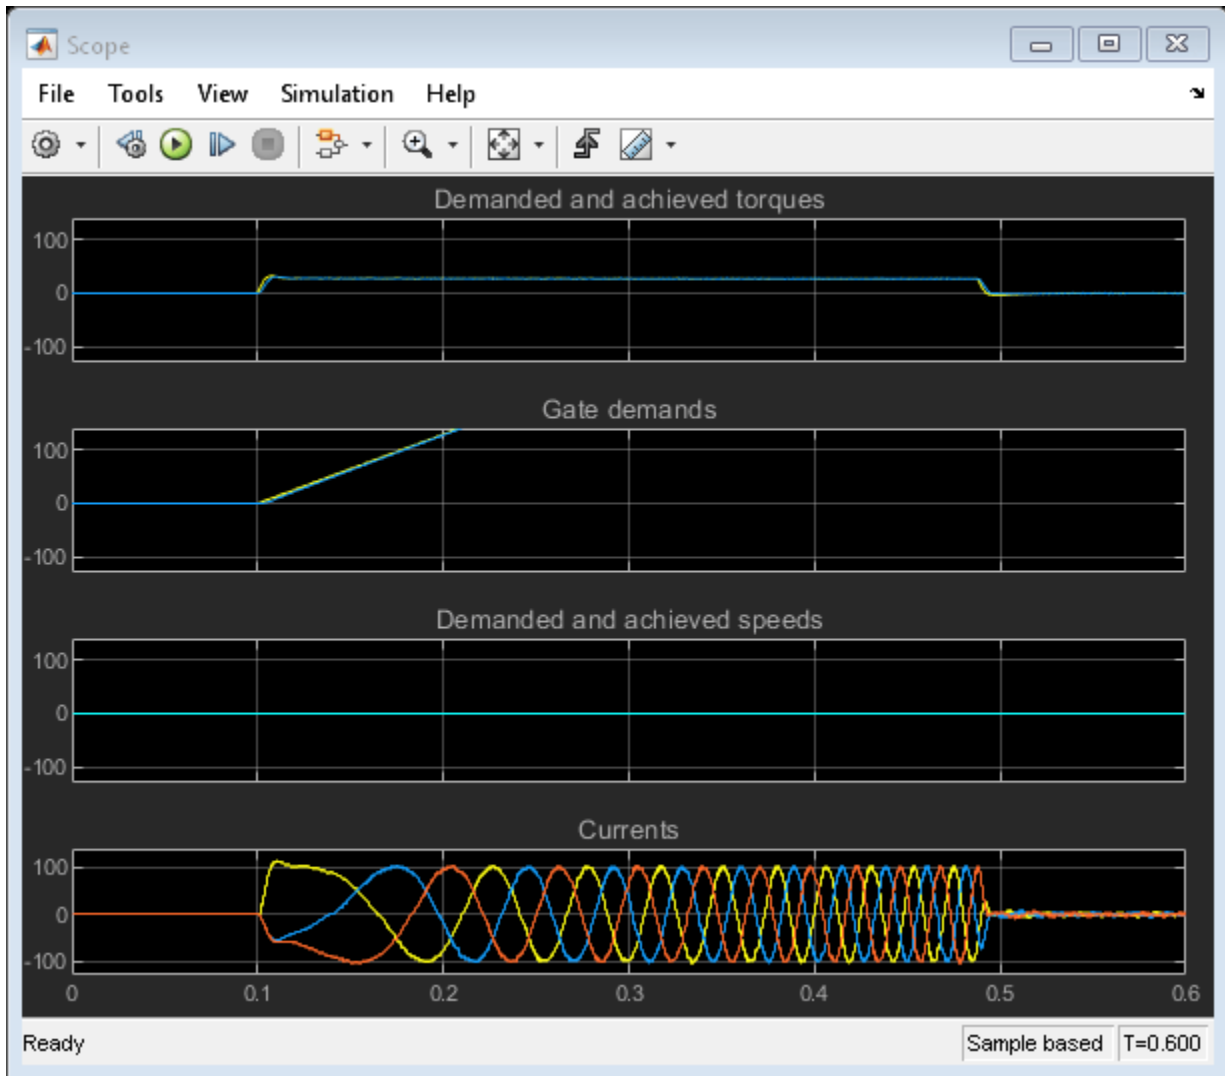 Scope
File Tools View Simulation Help
Demanded and achieved torques
100
0
-100
Gate demands
100
0
-100
Demanded and achieved speeds
100
0
-100
Currents
100
0
-100
0 0.1 0.2 0.3 0.4 0.5 0.6
Ready Sample based T=0.600